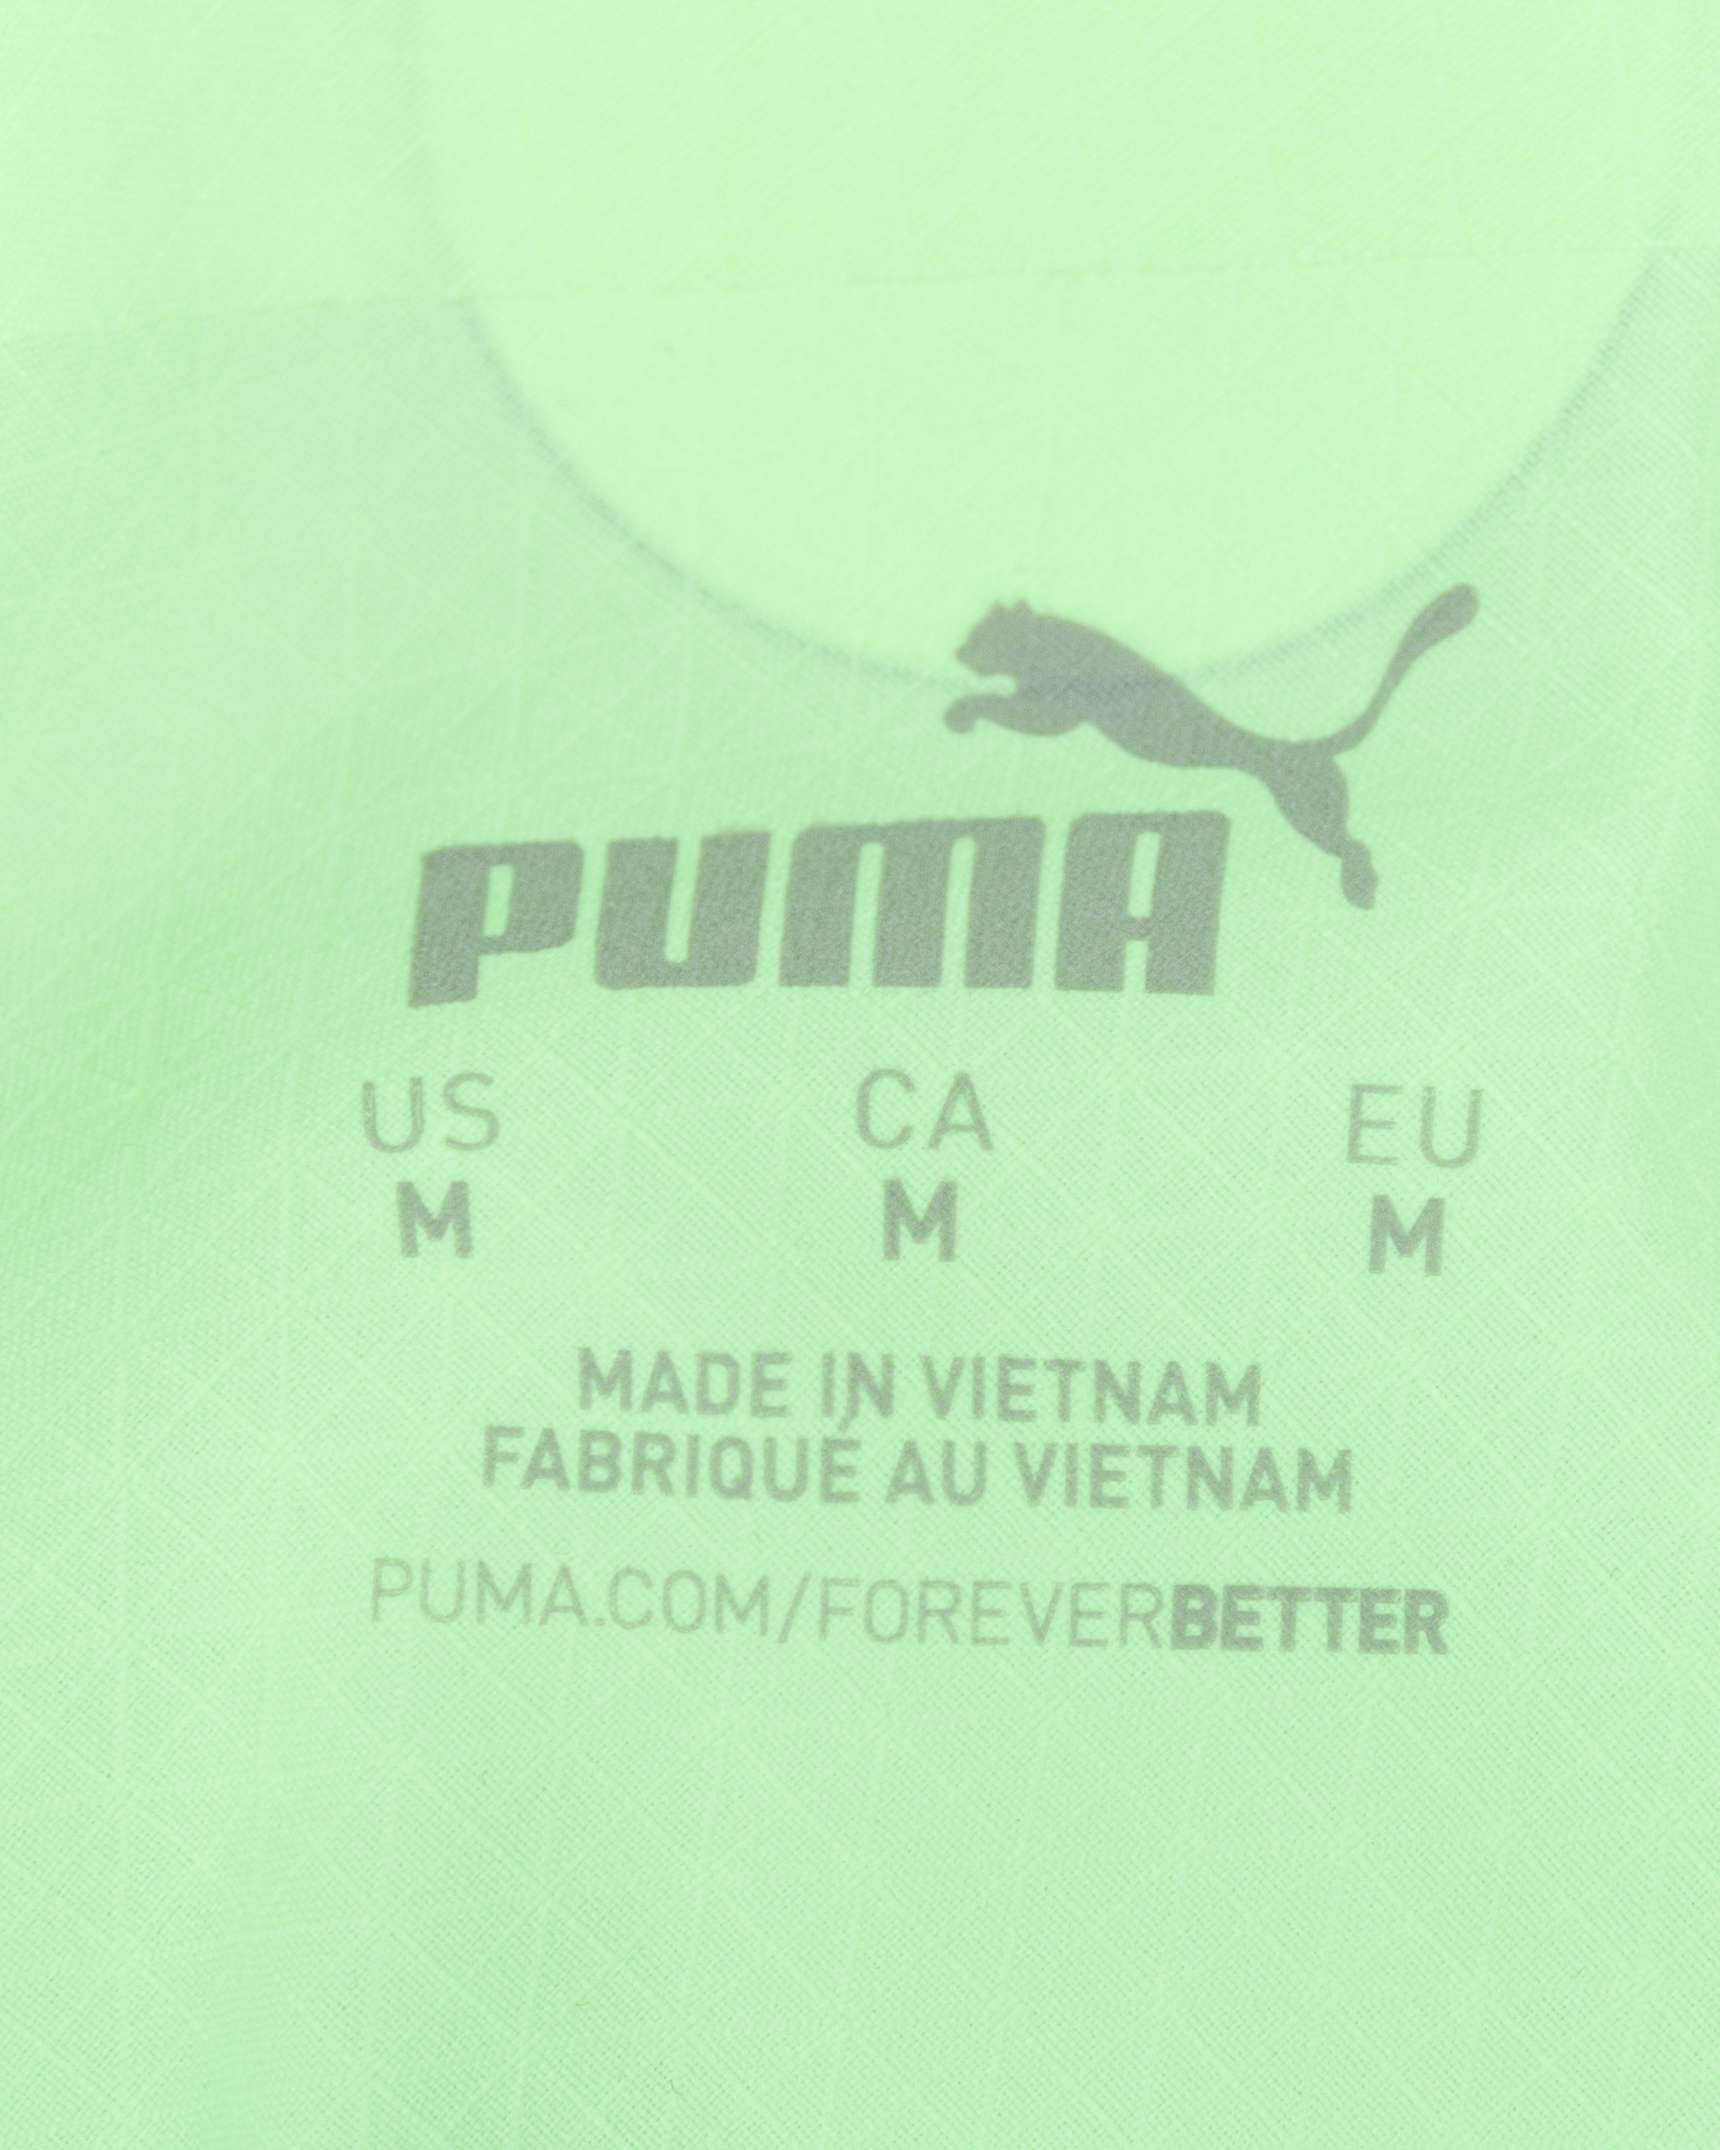 PUMA
US CA EU
M M M
MADE IN VIETNAM
FABRIQUÉ AU VIETNAM
PUMA.COM/FOREVERBETTER